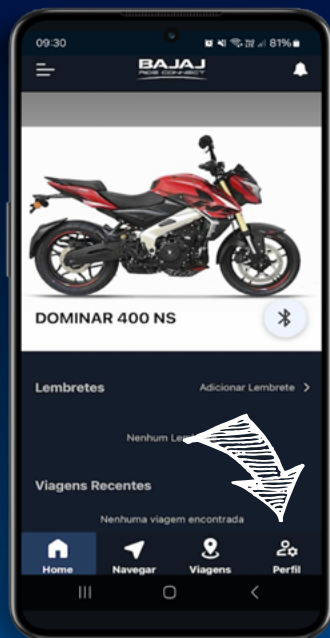 09:30
81%
BAJAJ
RIDE CONNECT
DOMINAR 400 NS
Lembretes
Adicionar Lembrete
Nenhum Lem
Viagens Recentes
Nenhuma viagem encontrada
Home
Navegar
Viagens
Perfil